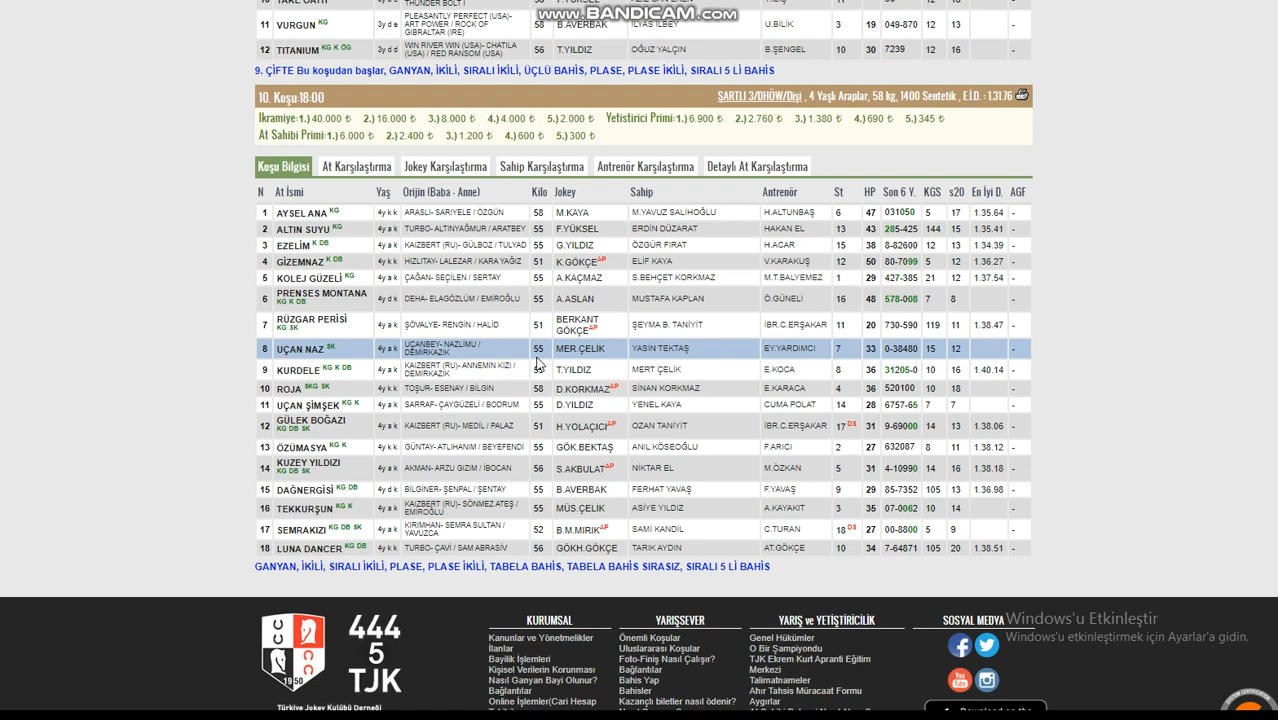 www.BANDICAM.com
THUNDER BOLT I
11 VURGUN KG 3y d e PLEASANTLY PERFECT (USA)- ART POWER / ROCK OF GIBRALTAR (IRE) 58 B.AVERBAK İLYAS İLBEY U.BİLİK 3 19 049-870 12 13 -
12 TITANIUM KG K ÖG 3y d d WIN RIVER WIN (USA)- CHATILA (USA) / RED RANSOM (USA) 56 T.YILDIZ OĞUZ YALÇIN B.ŞENGEL 10 30 7239 12 16 -
9. ÇİFTE Bu koşudan başlar, GANYAN, İKİLİ, SIRALI İKİLİ, ÜÇLÜ BAHİS, PLASE, PLASE İKİLİ, SIRALI 5 Lİ BAHİS
10. Koşu:18:00 ŞARTLI 3/DHÖW/Dişi , 4 Yaşlı Araplar, 58 kg, 1400 Sentetik , E.İ.D. : 1.31.76
Ikramiye: 1.) 40.000 ₺ 2.) 16.000 ₺ 3.) 8.000 ₺ 4.) 4.000 ₺ 5.) 2.000 ₺ Yetistirici Primi: 1.) 6.900 ₺ 2.) 2.760 ₺ 3.) 1.380 ₺ 4.) 690 ₺ 5.) 345 ₺
At Sahibi Primi: 1.) 6.000 ₺ 2.) 2.400 ₺ 3.) 1.200 ₺ 4.) 600 ₺ 5.) 300 ₺
Koşu Bilgisi At Karşılaştırma Jokey Karşılaştırma Sahip Karşılaştırma Antrenör Karşılaştırma Detaylı At Karşılaştırma
N At İsmi Yaş Orijin (Baba - Anne) Kilo Jokey Sahip Antrenör St HP Son 6 Y. KGS s20 En İyi D. AGF
1 AYSEL ANA KG 4y k k ARASLI- SARIYELE / ÖZGÜN 58 M.KAYA M.YAVUZ SALİHOĞLU H.ALTUNBAŞ 6 47 031050 5 17 1.35.64 -
2 ALTIN SUYU KG 4y a k TURBO- ALTINYAĞMUR / ARATBEY 55 F.YÜKSEL ERDİN DÜZARAT HAKAN EL 13 43 285-425 144 15 1.35.41 -
3 EZELİM K DB 4y a k KAIZBERT (RU)- GÜLBOZ / TULYAD 55 G.YILDIZ ÖZGÜR FIRAT H.ACAR 15 38 8-82600 12 13 1.34.39 -
4 GİZEMNAZ K DB 4y a k HIZLITAY- LALEZAR / KARA YAĞIZ 51 K.GÖKÇE AP ELİF KAYA V.KARAKUŞ 12 50 80-7099 5 12 1.36.27 -
5 KOLEJ GÜZELİ KG 4y a k ÇAĞAN- SEÇİLEN / SERTAY 55 A.KAÇMAZ S.BEHÇET KORKMAZ M.T.BALYEMEZ 1 29 427-385 21 12 1.37.54 -
6 PRENSES MONTANA KG K DB 4y d k DEHA- ELAGÖZLÜM / EMİROĞLU 55 A.ASLAN MUSTAFA KAPLAN Ö.GÜNELİ 16 48 578-008 7 8 -
7 RÜZGAR PERİSİ KG SK 4y a k ŞÖVALYE- RENGİN / HALİD 51 BERKANT GÖKÇE AP ŞEYMA B. TANİYİT İBR.C.ERŞAKAR 11 20 730-590 119 11 1.38.47 -
8 UÇAN NAZ SK 4y a k UÇANBEY- NAZLIMU / DEMİRKAZIK 55 MER.ÇELİK YASİN TEKTAŞ EY.YARDIMCI 7 33 0-38480 15 12 -
9 KURDELE KG K DB 4y a k KAIZBERT (RU)- ANNEMİN KIZI / DEMİRKAZIK T.YILDIZ MERT ÇELİK E.KOCA 8 36 31205-0 10 16 1.40.14 -
10 ROJA SKG SK 4y k k TOŞUR- ESENAY / BİLGİN 58 D.KORKMAZ AP SİNAN KORKMAZ E.KARACA 4 36 520100 10 18 -
11 UÇAN ŞİMŞEK KG K 4y a k SARRAF- ÇAYGÜZELİ / BODRUM 55 D.YILDIZ YENEL KAYA CUMA POLAT 14 28 6757-65 7 7 -
12 GÜLEK BOĞAZI KG DB SK 4y a k KAIZBERT (RU)- MEDİL / PALAZ 51 H.YOLAÇICI AP OZAN TANİYİT İBR.C.ERŞAKAR 17 DS 31 9-69000 14 13 1.38.06 -
13 ÖZÜMASYA KG K 4y k k GÜNTAY- ATLIHANIM / BEYEFENDİ 55 GÖK.BEKTAŞ ANIL KÖSEOĞLU F.ARICI 2 27 632087 8 11 1.38.12 -
14 KUZEY YILDIZI KG DB SK 4y a k AKMAN- ARZU GIZIM / İBOCAN 56 S.AKBULAT AP NİKTAR EL M.ÖZKAN 5 31 4-10990 14 16 1.38.18 -
15 DAĞNERGİSİ KG DB 4y d k BİLGİNER- ŞENPAL / ŞENTAY 55 B.AVERBAK FERHAT YAVAŞ F.YAVAŞ 9 29 85-7352 105 13 1.36.98 -
16 TEKKURŞUN KG K 4y a k KAIZBERT (RU)- SÖNMEZ ATEŞ / EMİROĞLU 55 MÜS.ÇELİK ASİYE YILDIZ A.KAYAKIT 3 35 07-0062 10 14 -
17 SEMRAKIZI KG DB SK 4y a k KIRIMHAN- SEMRA SULTAN / YAVUZCA 52 B.M.MIRIK AP SAMİ KANDİL C.TURAN 18 DS 27 00-8800 5 9 -
18 LUNA DANCER KG DB 4y k k TURBO- ÇAVİ / SAM ABRASİV 56 GÖKH.GÖKÇE TARIK AYDIN AT.GÖKÇE 10 34 7-64871 105 20 1.38.51 -
GANYAN, İKİLİ, SIRALI İKİLİ, PLASE, PLASE İKİLİ, TABELA BAHİS, TABELA BAHİS SIRASIZ, SIRALI 5 Lİ BAHİS
1950
444
5
TJK
Türkiye Jokey Kulübü Derneği
KURUMSAL
Kanunlar ve Yönetmelikler
İlanlar
Bayilik İşlemleri
Kişisel Verilerin Korunması
Nasıl Ganyan Bayi Olunur?
Bağlantılar
Online İşlemler(Cari Hesap
YARIŞSEVER
Önemli Koşular
Uluslararası Koşular
Foto-Finiş Nasıl Çalışır?
Bağlantılar
Bahis Yap
Bahisler
Kazançlı biletler nasıl ödenir?
YARIŞ ve YETİŞTİRİCİLİK
Genel Hükümler
O Bir Şampiyondu
TJK Ekrem Kurt Apranti Eğitim
Merkezi
Talimatnameler
Ahır Tahsis Müracaat Formu
Aygırlar
SOSYAL MEDYA
You Tube
Windows'u Etkinleştir
Windows'u etkinleştirmek için Ayarlar'a gidin.